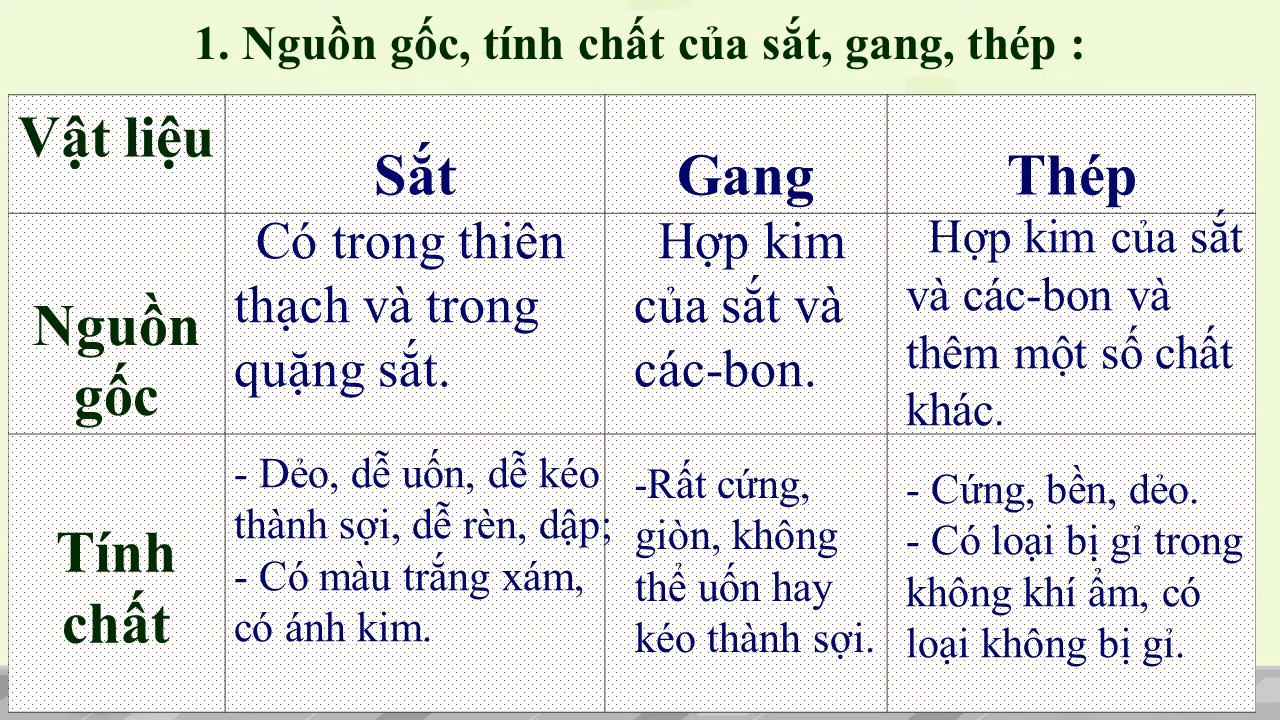 1. Nguồn gốc, tính chất của sắt, gang, thép :
Vật liệu
Sắt
Gang
Thép
Nguồn
gốc
Có trong thiên
thạch và trong
quặng sắt.
Hợp kim
của sắt và
các-bon.
Hợp kim của sắt
và các-bon và
thêm một số chất
khác.
Tính
chất
- Dẻo, dễ uốn, dễ kéo
thành sợi, dễ rèn, dập;
- Có màu trắng xám,
có ánh kim.
-Rất cứng,
giòn, không
thể uốn hay
kéo thành sợi.
- Cứng, bền, dẻo.
- Có loại bị gỉ trong
không khí ẩm, có
loại không bị gỉ.